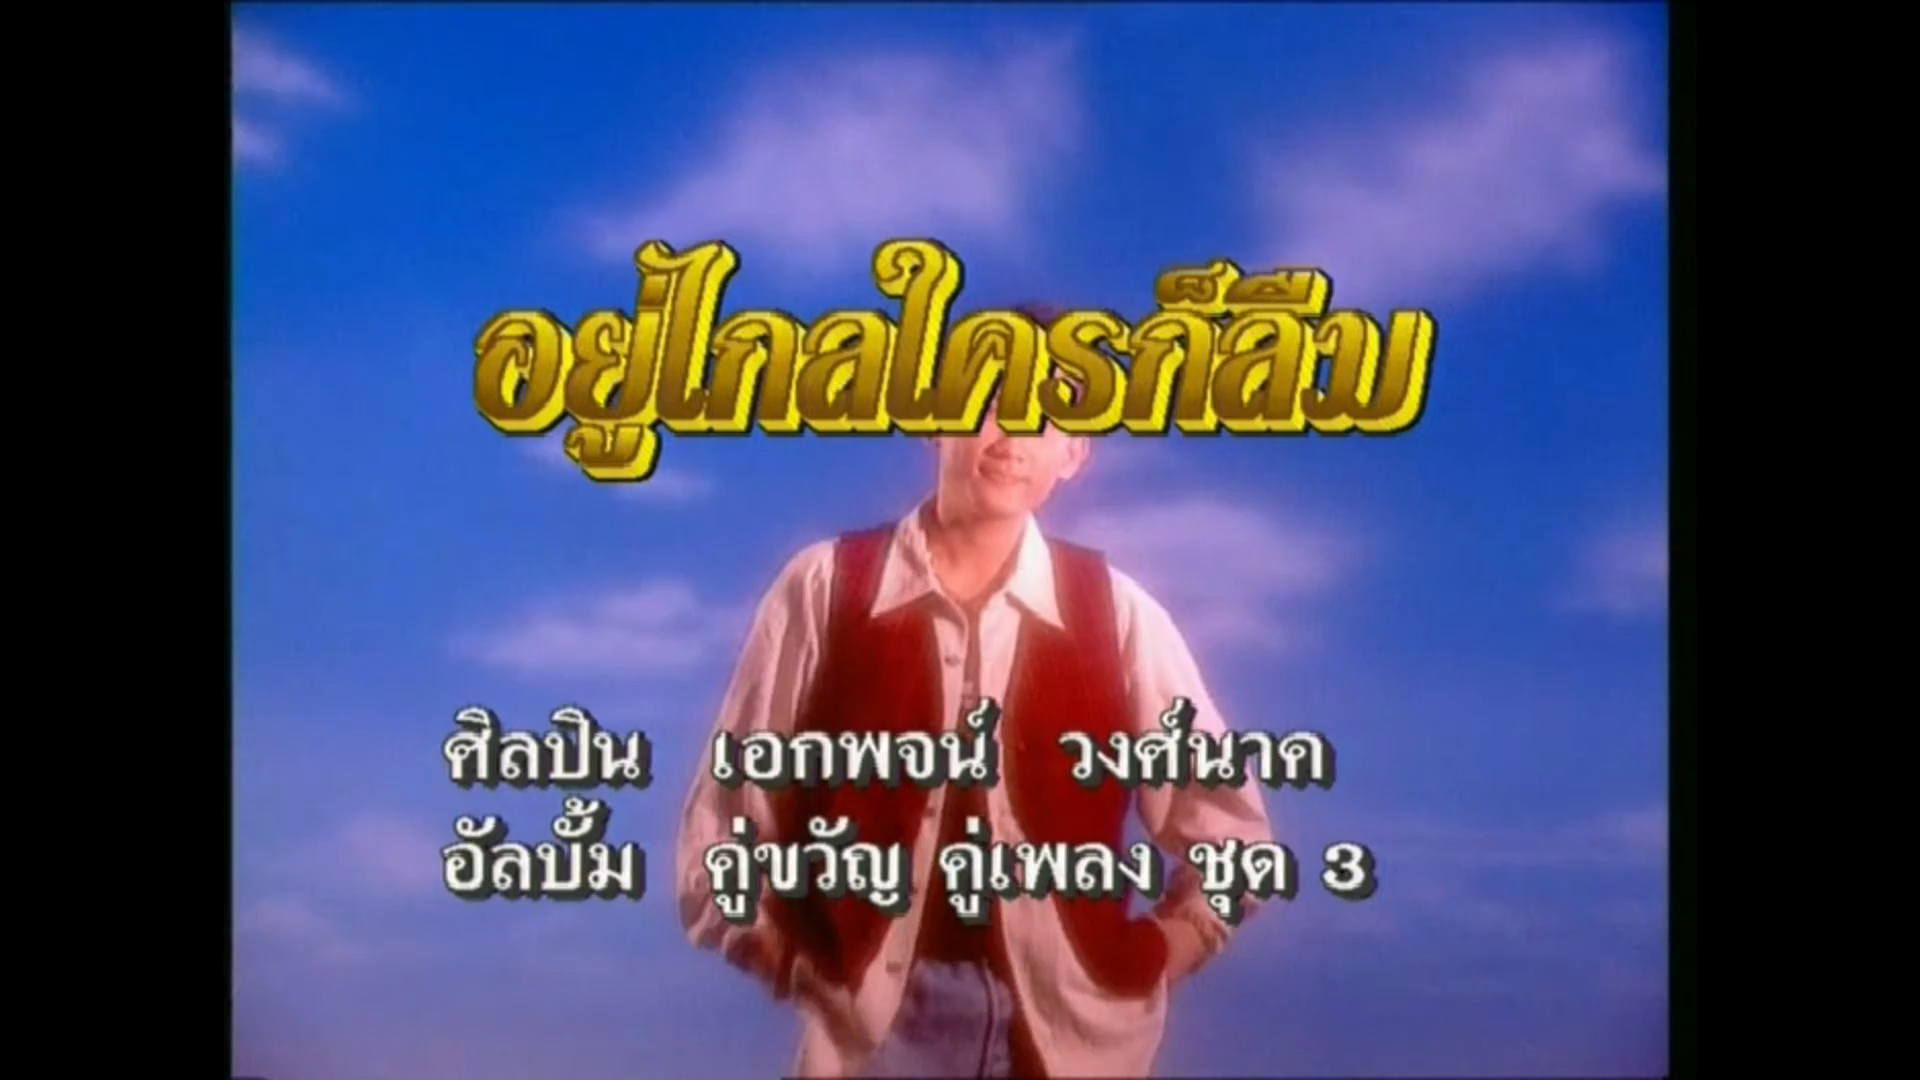 อยู่ไกลใครก็ลืม
ศิลปิน เอกพจน์ วงศ์นาค
อัลบั้ม คู่ขวัญ คู่เพลง ชุด 3